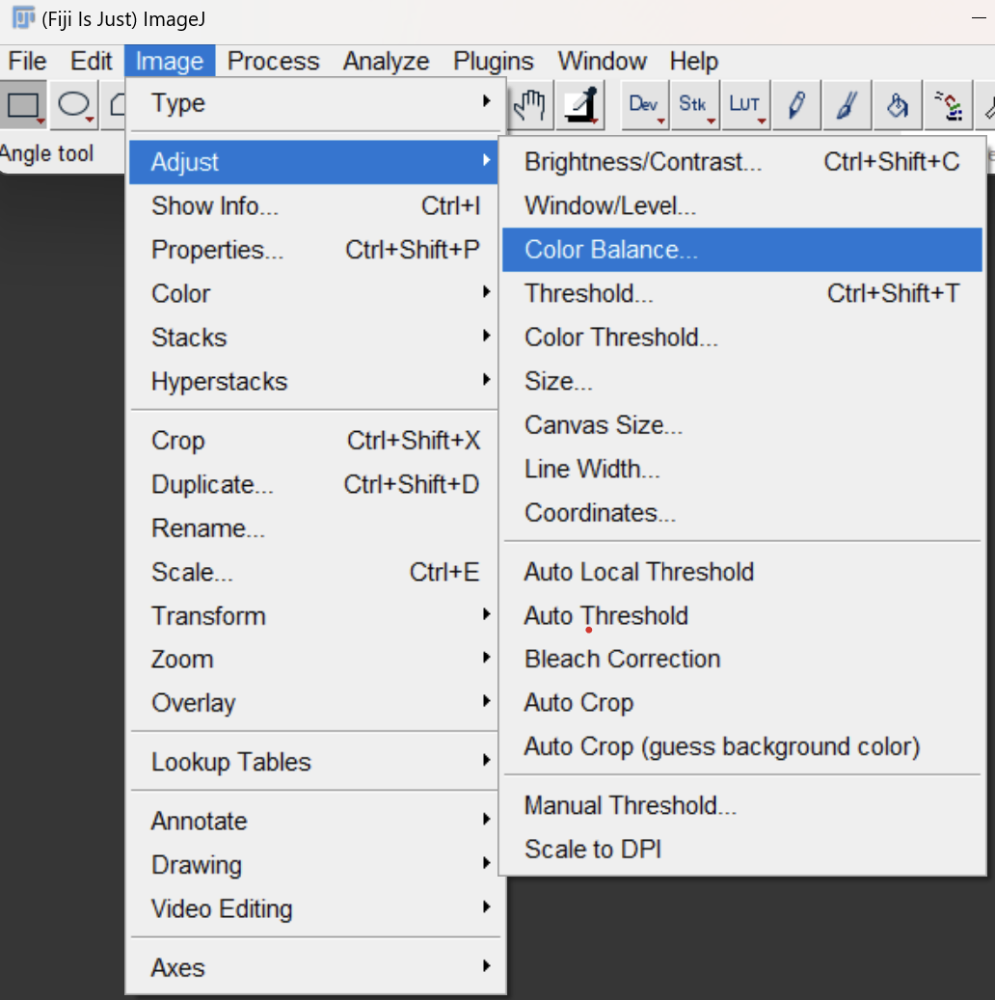 (Fiji Is Just) ImageJ
File Edit Image Process Analyze Plugins Window Help
Dev Stk LUT
Angle tool
Type
Adjust
Show Info... Ctrl+I
Properties... Ctrl+Shift+P
Color
Stacks
Hyperstacks
Crop Ctrl+Shift+X
Duplicate... Ctrl+Shift+D
Rename...
Scale... Ctrl+E
Transform
Zoom
Overlay
Lookup Tables
Annotate
Drawing
Video Editing
Axes
Brightness/Contrast... Ctrl+Shift+C
Window/Level...
Color Balance...
Threshold... Ctrl+Shift+T
Color Threshold...
Size...
Canvas Size...
Line Width...
Coordinates...
Auto Local Threshold
Auto Threshold
Bleach Correction
Auto Crop
Auto Crop (guess background color)
Manual Threshold...
Scale to DPI